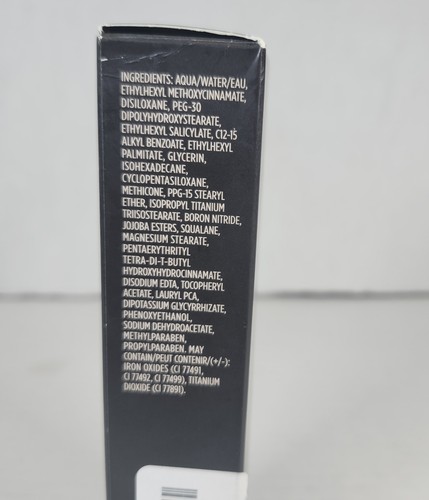 INGREDIENTS: AQUA/WATER/EAU,
ETHYLHEXYL METHOXYCINNAMATE,
DISILOXANE, PEG-30
DIPOLYHYDROXYSTEARATE,
ETHYLHEXYL SALICYLATE, C12-15
ALKYL BENZOATE, ETHYLHEXYL
PALMITATE, GLYCERIN,
ISOHEXADECANE,
CYCLOPENTASILOXANE,
METHICONE, PPG-15 STEARYL
ETHER, ISOPROPYL TITANIUM
TRIISOSTEARATE, BORON NITRIDE,
JOJOBA ESTERS, SQUALANE,
MAGNESIUM STEARATE,
PENTAERYTHRITYL
TETRA-DI-T-BUTYL
HYDROXYHYDROCINNAMATE,
DISODIUM EDTA, TOCOPHERYL
ACETATE, LAURYL PCA,
DIPOTASSIUM GLYCYRRHIZATE,
PHENOXYETHANOL,
SODIUM DEHYDROACETATE,
METHYLPARABEN,
PROPYLPARABEN. MAY
CONTAIN/PEUT CONTENIR/(+/-):
IRON OXIDES (CI 77491,
CI 77492, CI 77499), TITANIUM
DIOXIDE (CI 77891).